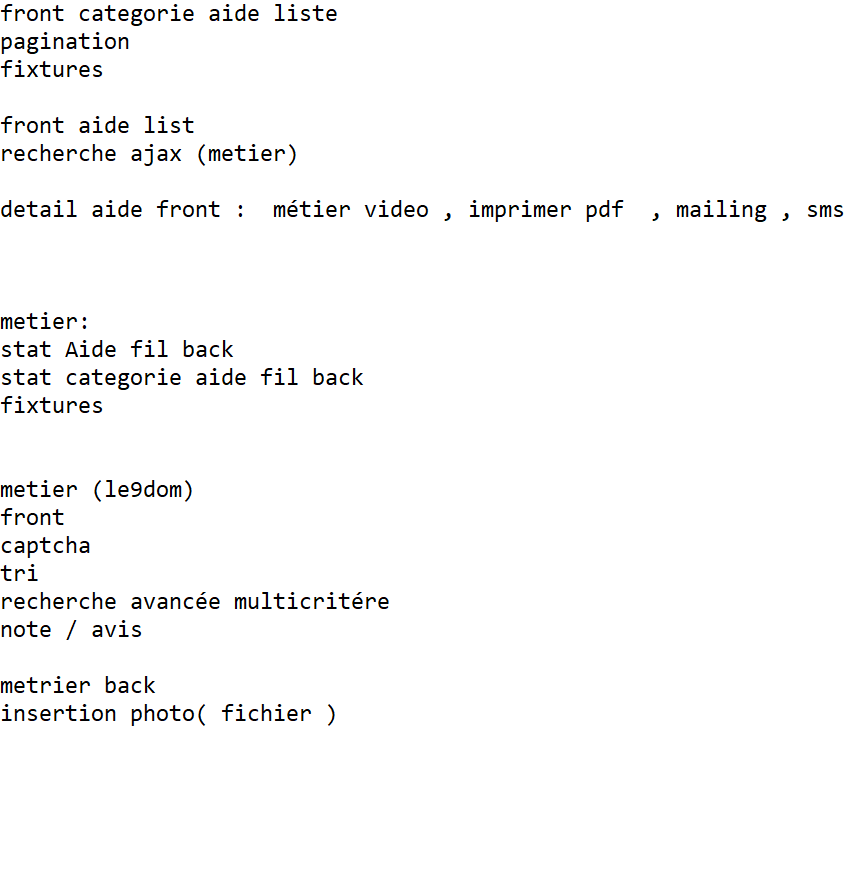 front categorie aide liste
pagination
fixtures
front aide list
recherche ajax (metier)
detail aide front :  métier video , imprimer pdf  , mailing , sms
metier:
stat Aide fil back
stat categorie aide fil back
fixtures
metier (le9dom)
front
captcha
tri
recherche avancée multicritére
note / avis
metrier back
insertion photo( fichier )